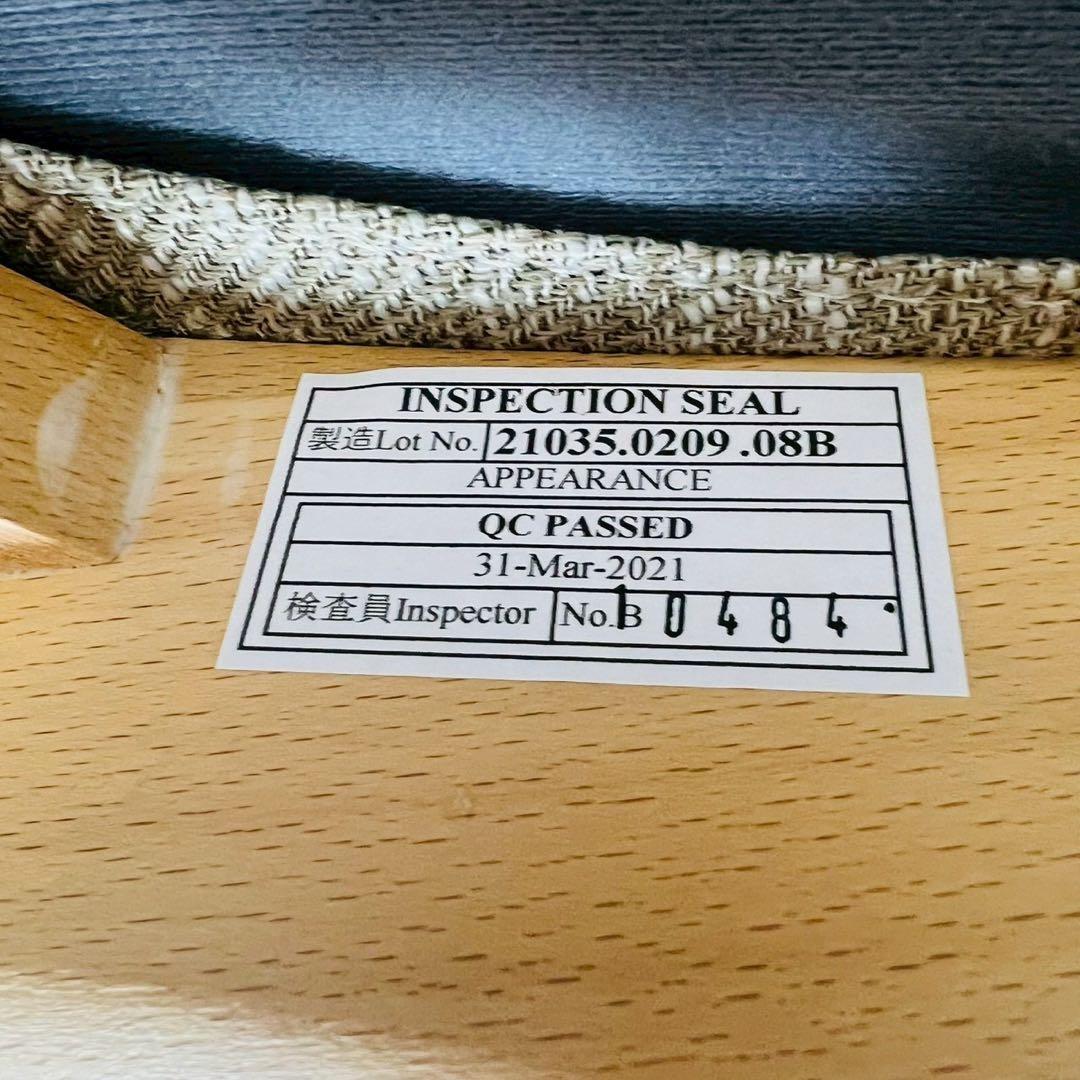 INSPECTION SEAL
製造Lot No. 21035.0209 .08B
APPEARANCE
QC PASSED
31-Mar-2021
検査員Inspector No.B 10484